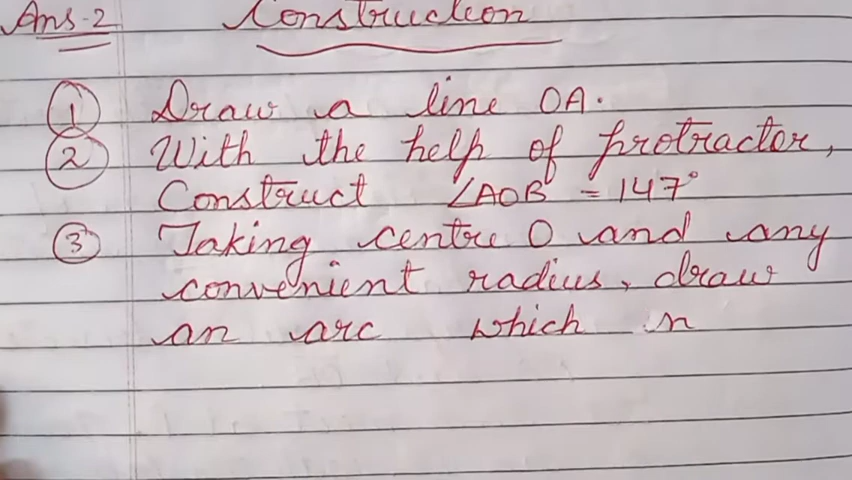 Ans-2 Construction
① Draw a line OA.
② With the help of protractor,
Construct ∠AOB = 147°
③ Taking centre O and any
convenient radius, draw
an arc which in